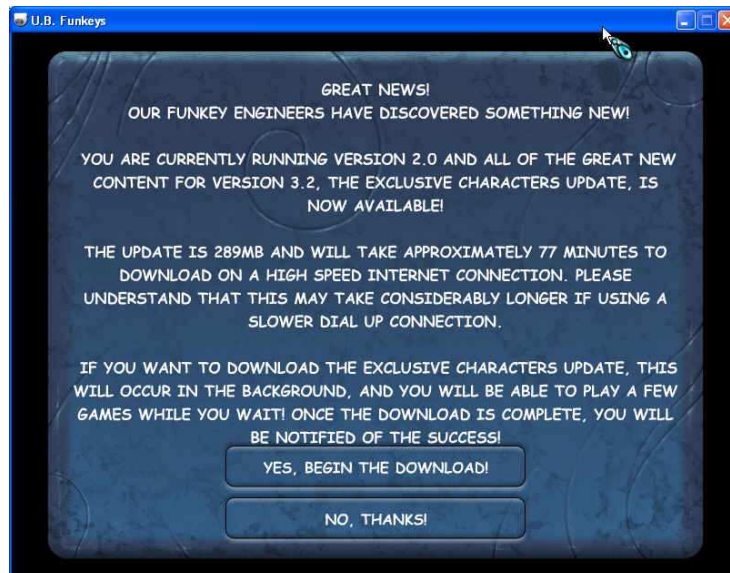 U.B. Funkeys
GREAT NEWS!
OUR FUNKEY ENGINEERS HAVE DISCOVERED SOMETHING NEW!
YOU ARE CURRENTLY RUNNING VERSION 2.0 AND ALL OF THE GREAT NEW
CONTENT FOR VERSION 3.2, THE EXCLUSIVE CHARACTERS UPDATE, IS
NOW AVAILABLE!
THE UPDATE IS 289MB AND WILL TAKE APPROXIMATELY 77 MINUTES TO
DOWNLOAD ON A HIGH SPEED INTERNET CONNECTION. PLEASE
UNDERSTAND THAT THIS MAY TAKE CONSIDERABLY LONGER IF USING A
SLOWER DIAL UP CONNECTION.
IF YOU WANT TO DOWNLOAD THE EXCLUSIVE CHARACTERS UPDATE, THIS
WILL OCCUR IN THE BACKGROUND, AND YOU WILL BE ABLE TO PLAY A FEW
GAMES WHILE YOU WAIT! ONCE THE DOWNLOAD IS COMPLETE, YOU WILL
BE NOTIFIED OF THE SUCCESS!
YES, BEGIN THE DOWNLOAD!
NO, THANKS!